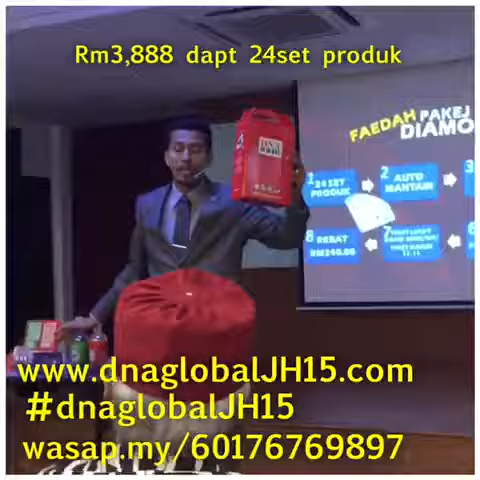 Rm3,888 dapt 24set produk
FAEDAH PAKEJ
DIAMO
1 24 SET
PRODUK
2 AUTO
MANTAIN
3
8 REBAT
RM240.00
7
6
www.dnaglobalJH15.com
#dnaglobalJH15
wasap.my/60176769897